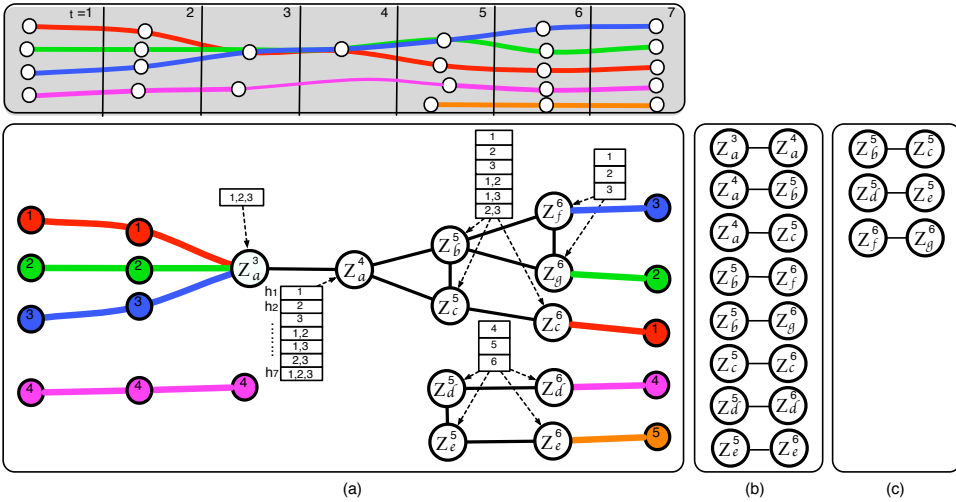 t =1 2 3 4 5 6 7
1
2
3
1,2
1,3
2,3
1
2
3
1,2,3
1 1
2 2
3 3
4 4 4
Z_a^3
Z_a^4
h1 1
h2 2
3
1,2
1,3
2,3
h7 1,2,3
Z_b^5
Z_c^5
Z_f^6
Z_g^6
Z_c^6
3
2
1
4
5
6
Z_d^5
Z_d^6
4
Z_e^5
Z_e^6
5
(a)
Z_a^3 Z_a^4
Z_a^4 Z_b^5
Z_a^4 Z_c^5
Z_b^5 Z_f^6
Z_b^5 Z_g^6
Z_c^5 Z_c^6
Z_d^5 Z_d^6
Z_e^5 Z_e^6
(b)
Z_b^5 Z_c^5
Z_d^5 Z_e^5
Z_f^6 Z_g^6
(c)